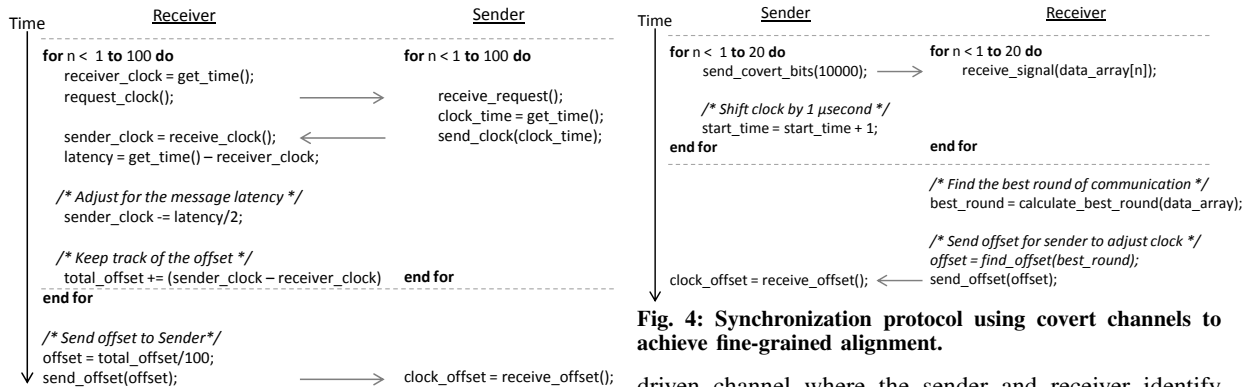 Time
Receiver
Sender
for n < 1 to 100 do
for n < 1 to 100 do
receiver_clock = get_time();
request_clock();
receive_request();
clock_time = get_time();
sender_clock = receive_clock();
send_clock(clock_time);
latency = get_time() – receiver_clock;
/* Adjust for the message latency */
sender_clock -= latency/2;
/* Keep track of the offset */
total_offset += (sender_clock – receiver_clock)
end for
end for
/* Send offset to Sender*/
offset = total_offset/100;
send_offset(offset);
clock_offset = receive_offset();
Time
Sender
Receiver
for n < 1 to 20 do
for n < 1 to 20 do
send_covert_bits(10000);
receive_signal(data_array[n]);
/* Shift clock by 1 µsecond */
start_time = start_time + 1;
end for
end for
/* Find the best round of communication */
best_round = calculate_best_round(data_array);
/* Send offset for sender to adjust clock */
offset = find_offset(best_round);
clock_offset = receive_offset();
send_offset(offset);
Fig. 4: Synchronization protocol using covert channels to
achieve fine-grained alignment.
driven channel where the sender and receiver identify